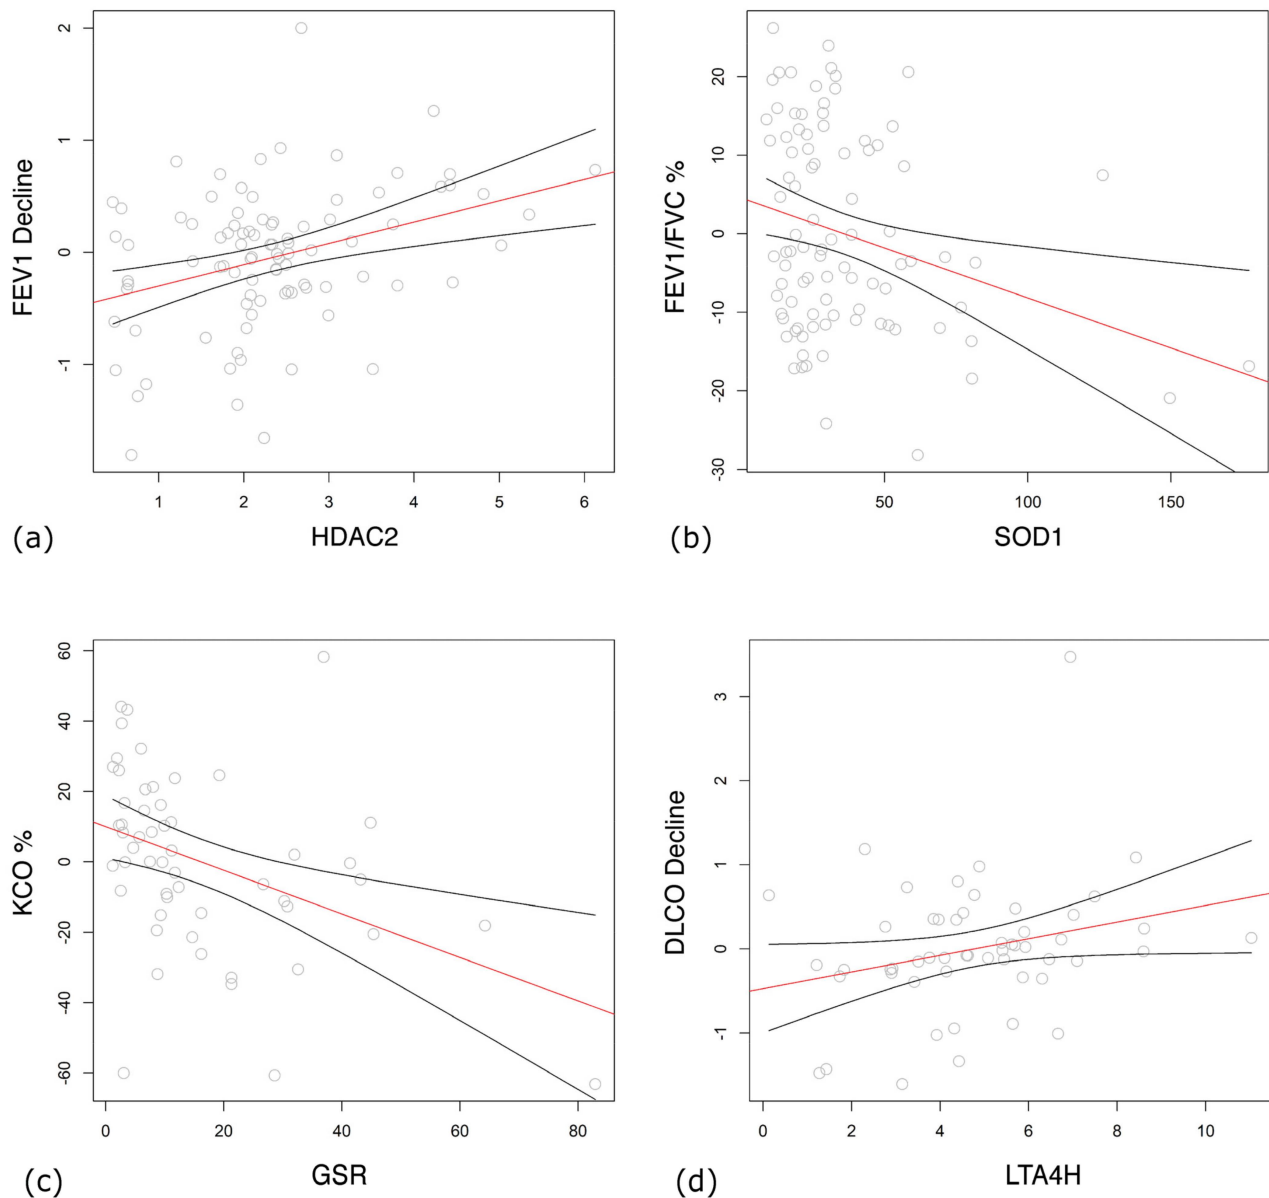 FEV1 Decline
2
1
0
-1
1 2 3 4 5 6
(a) HDAC2
FEV1/FVC %
20
10
0
-10
-20
-30
50 100 150
(b) SOD1
KCO %
60
40
20
0
-20
-40
-60
0 20 40 60 80
(c) GSR
DLCO Decline
3
2
1
0
-1
0 2 4 6 8 10
(d) LTA4H